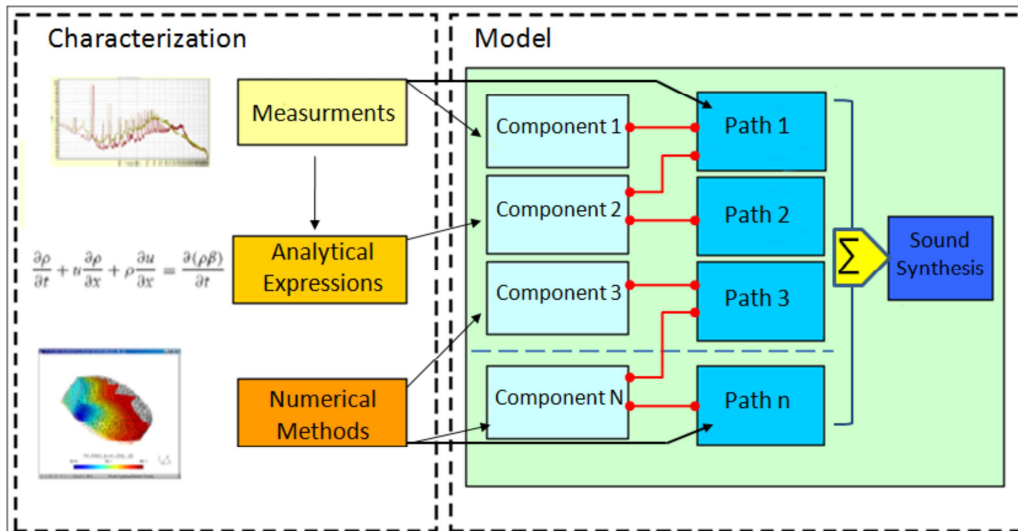 Characterization
Model
Measurments
Analytical
Expressions
∂ρ/∂t + u ∂ρ/∂x + ρ ∂u/∂x = ∂(ρβ)/∂t
Numerical
Methods
Component 1
Component 2
Component 3
Component N
Path 1
Path 2
Path 3
Path n
Σ
Sound
Synthesis